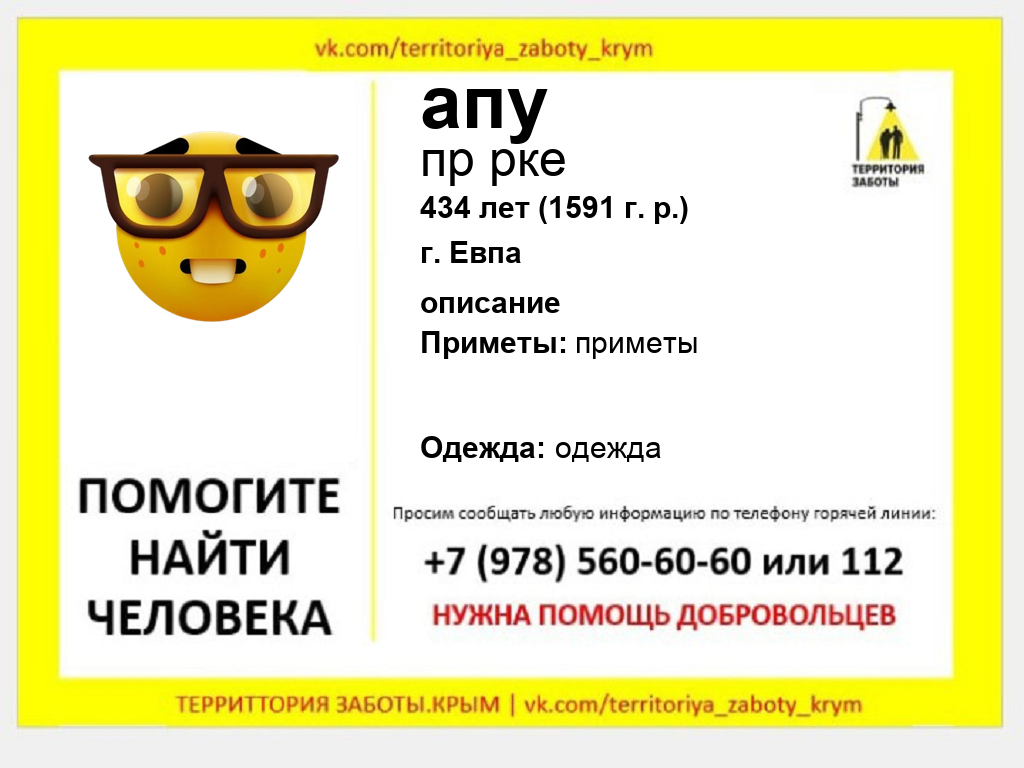 vk.com/territoriya_zaboty_krym
апу
пр рке
434 лет (1591 г. р.)
г. Евпа
описание
Приметы: приметы
Одежда: одежда
ТЕРРИТОРИЯ
ЗАБОТЫ
ПОМОГИТЕ
НАЙТИ
ЧЕЛОВЕКА
Просим сообщать любую информацию по телефону горячей линии:
+7 (978) 560-60-60 или 112
НУЖНА ПОМОЩЬ ДОБРОВОЛЬЦЕВ
ТЕРРИТТОРИЯ ЗАБОТЫ.КРЫМ | vk.com/territoriya_zaboty_krym